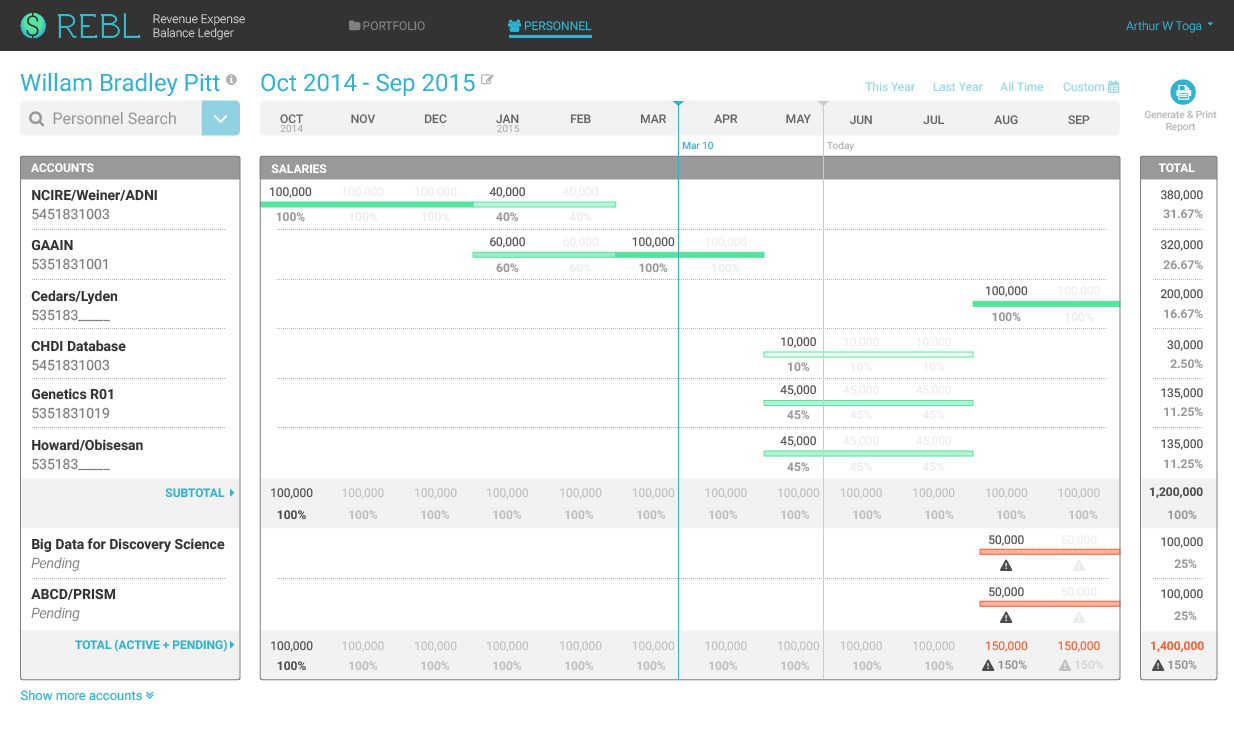 REBL
Revenue Expense
Balance Ledger
PORTFOLIO
PERSONNEL
Arthur W Toga
Willam Bradley Pitt
Oct 2014 - Sep 2015
This Year Last Year All Time Custom
Generate & Print
Report
Personnel Search
OCT NOV DEC JAN FEB MAR APR MAY JUN JUL AUG SEP
2014 2015
Mar 10 Today
ACCOUNTS SALARIES TOTAL
NCIRE/Weiner/ADNI 100,000 100,000 100,000 40,000 40,000 380,000
5451831003 100% 100% 100% 40% 40% 31.67%
GAAIN 60,000 60,000 100,000 100,000 320,000
5351831001 60% 60% 100% 100% 26.67%
Cedars/Lyden 100,000 100,000 200,000
535183_____ 100% 100% 16.67%
CHDI Database 10,000 10,000 10,000 30,000
5451831003 10% 10% 10% 2.50%
Genetics R01 45,000 45,000 45,000 135,000
5351831019 45% 45% 45% 11.25%
Howard/Obisesan 45,000 45,000 45,000 135,000
535183_____ 45% 45% 45% 11.25%
SUBTOTAL 100,000 100,000 100,000 100,000 100,000 100,000 100,000 100,000 100,000 100,000 100,000 100,000 1,200,000
100% 100% 100% 100% 100% 100% 100% 100% 100% 100% 100% 100% 100%
Big Data for Discovery Science 50,000 50,000 100,000
Pending 25%
ABCD/PRISM 50,000 50,000 100,000
Pending 25%
TOTAL (ACTIVE + PENDING) 100,000 100,000 100,000 100,000 100,000 100,000 100,000 100,000 100,000 100,000 150,000 150,000 1,400,000
100% 100% 100% 100% 100% 100% 100% 100% 100% 100% 150% 150% 150%
Show more accounts